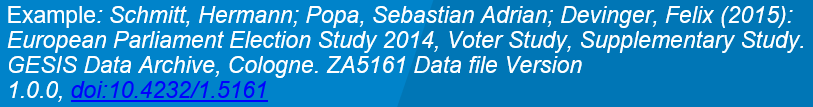 Example: Schmitt, Hermann; Popa, Sebastian Adrian; Devinger, Felix (2015):
European Parliament Election Study 2014, Voter Study, Supplementary Study.
GESIS Data Archive, Cologne. ZA5161 Data file Version
1.0.0, doi:10.4232/1.5161